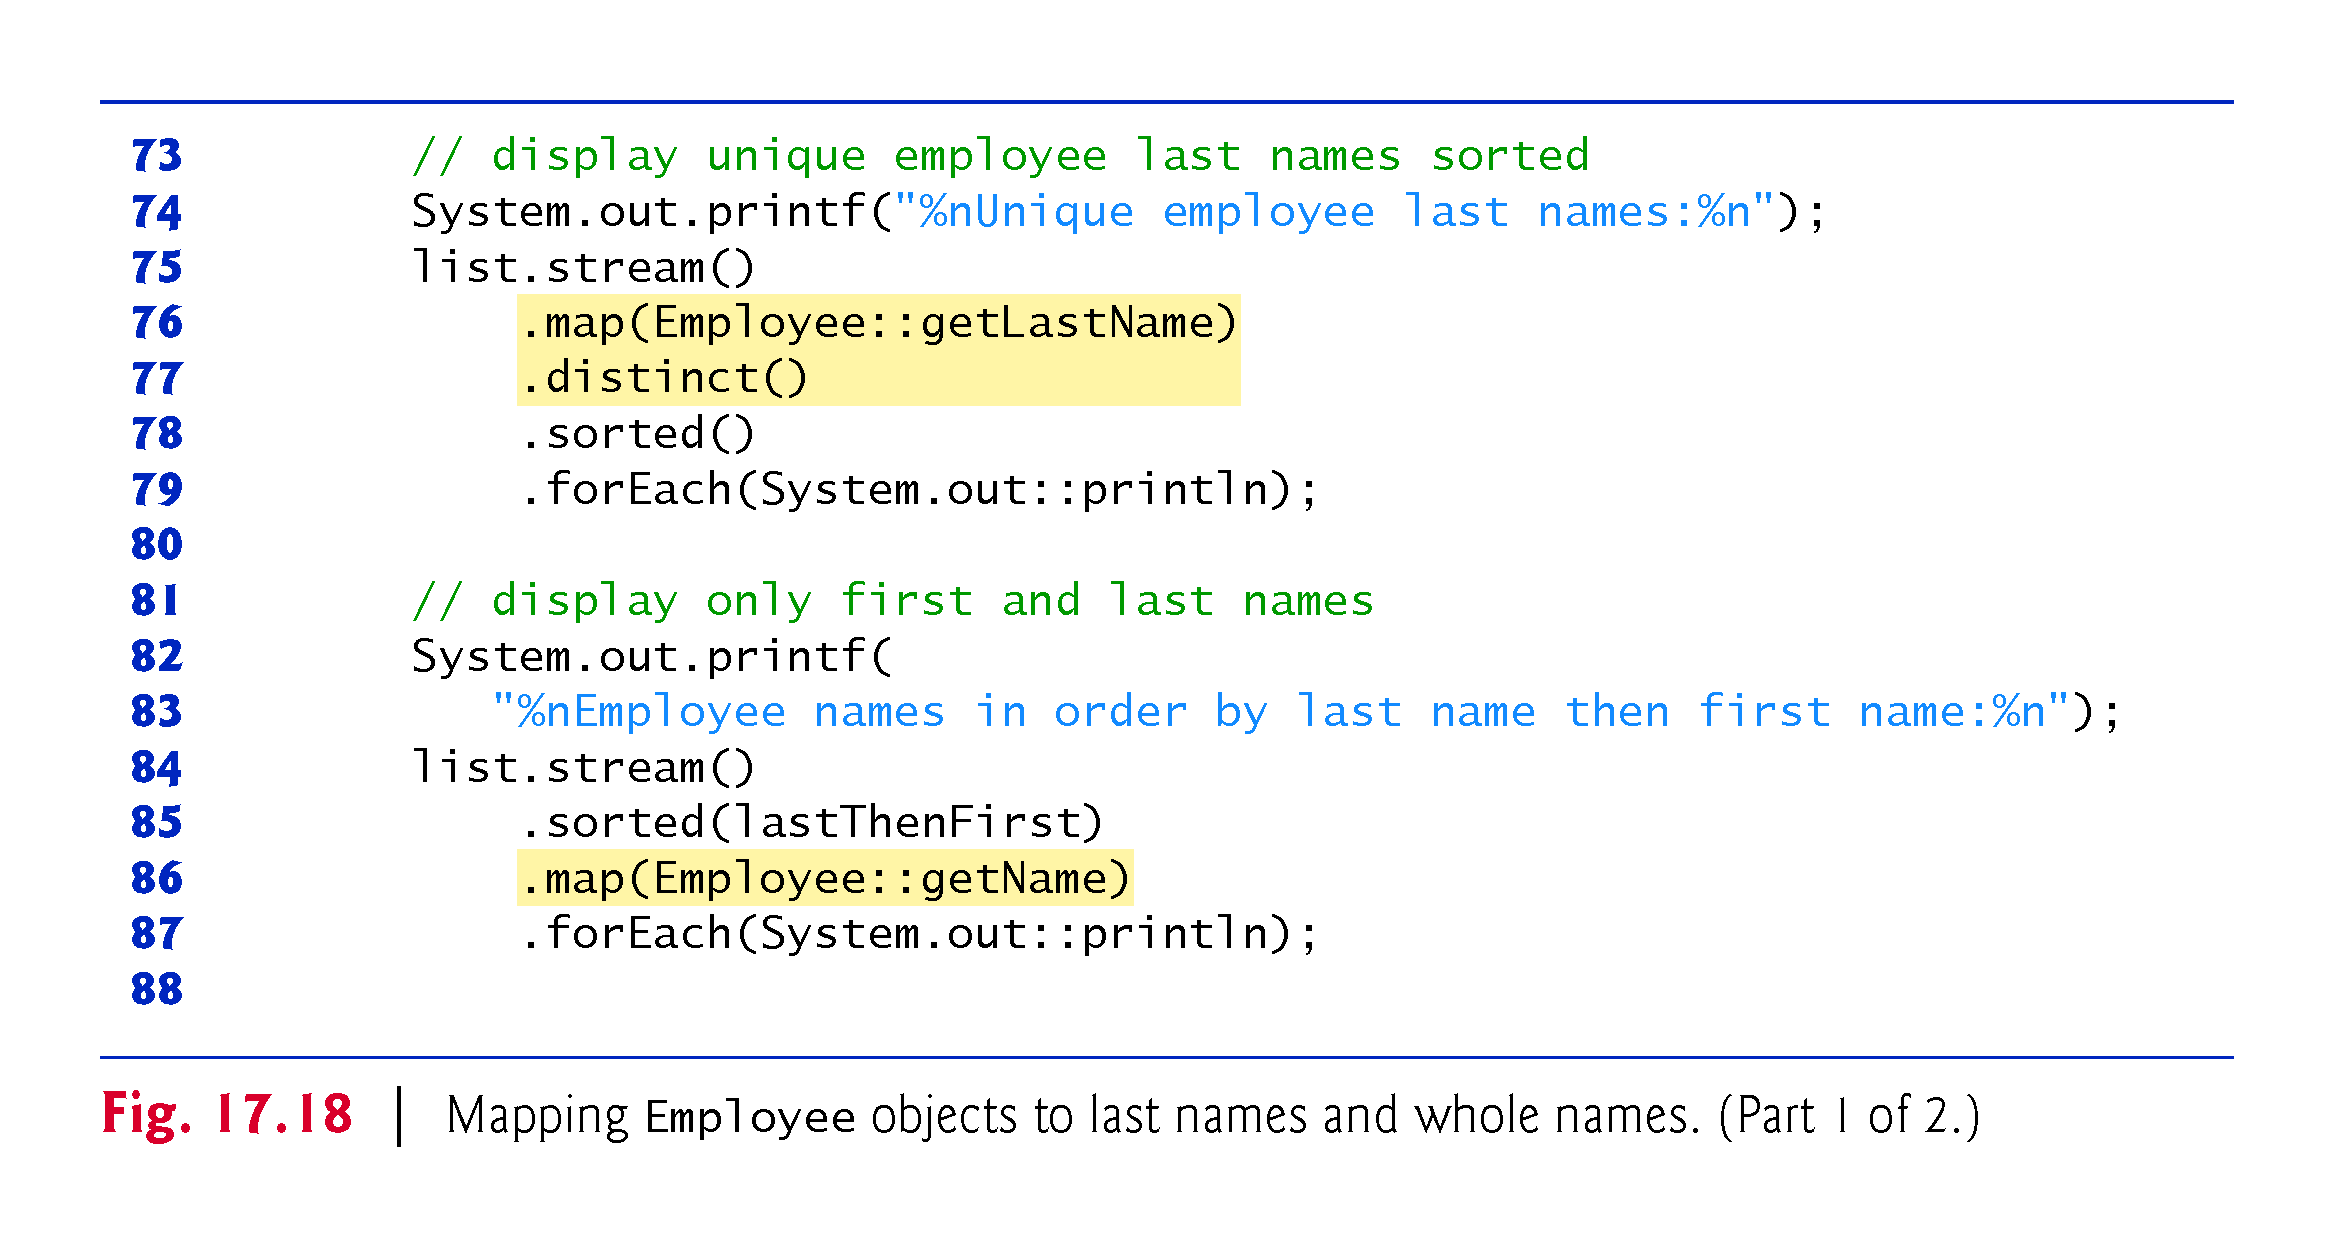 73 // display unique employee last names sorted
74 System.out.printf("%nUnique employee last names:%n");
75 list.stream()
76 .map(Employee::getLastName)
77 .distinct()
78 .sorted()
79 .forEach(System.out::println);
80
81 // display only first and last names
82 System.out.printf(
83 "%nEmployee names in order by last name then first name:%n");
84 list.stream()
85 .sorted(lastThenFirst)
86 .map(Employee::getName)
87 .forEach(System.out::println);
88
Fig. 17.18 | Mapping Employee objects to last names and whole names. (Part 1 of 2.)